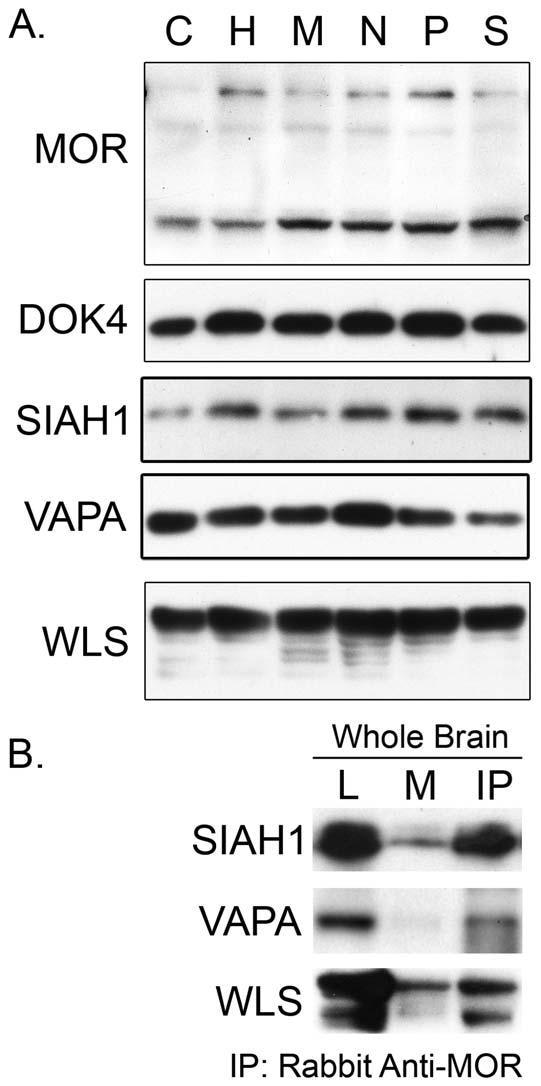 A.
C H M N P S
MOR
DOK4
SIAH1
VAPA
WLS
B.
Whole Brain
L M IP
SIAH1
VAPA
WLS
IP: Rabbit Anti-MOR